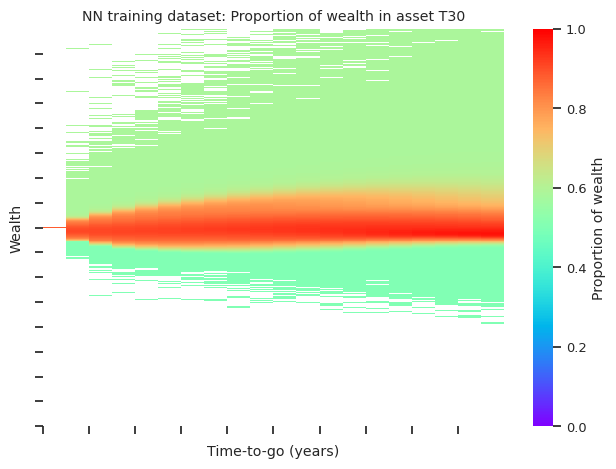 NN training dataset: Proportion of wealth in asset T30
Wealth
Time-to-go (years)
1.0
0.8
0.6
0.4
0.2
0.0
Proportion of wealth